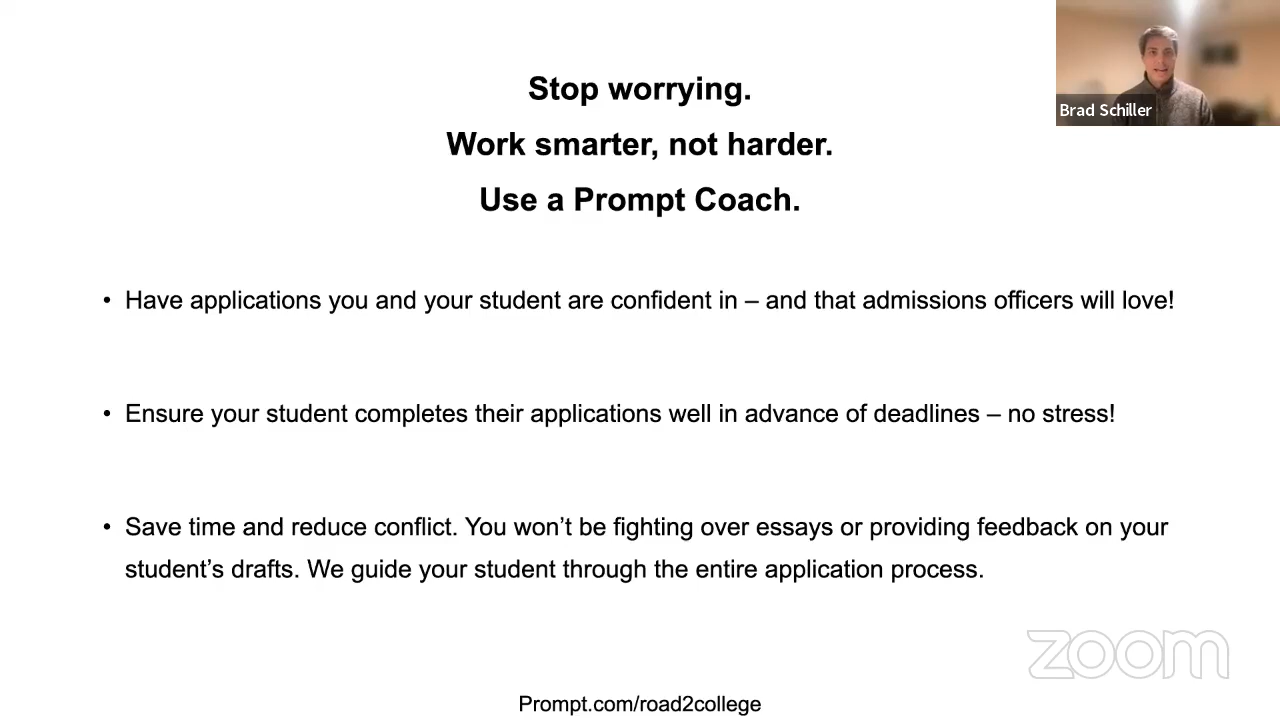 Stop worrying.
Work smarter, not harder.
Use a Prompt Coach.
Brad Schiller
• Have applications you and your student are confident in – and that admissions officers will love!
• Ensure your student completes their applications well in advance of deadlines – no stress!
• Save time and reduce conflict. You won’t be fighting over essays or providing feedback on your
student’s drafts. We guide your student through the entire application process.
zoom
Prompt.com/road2college